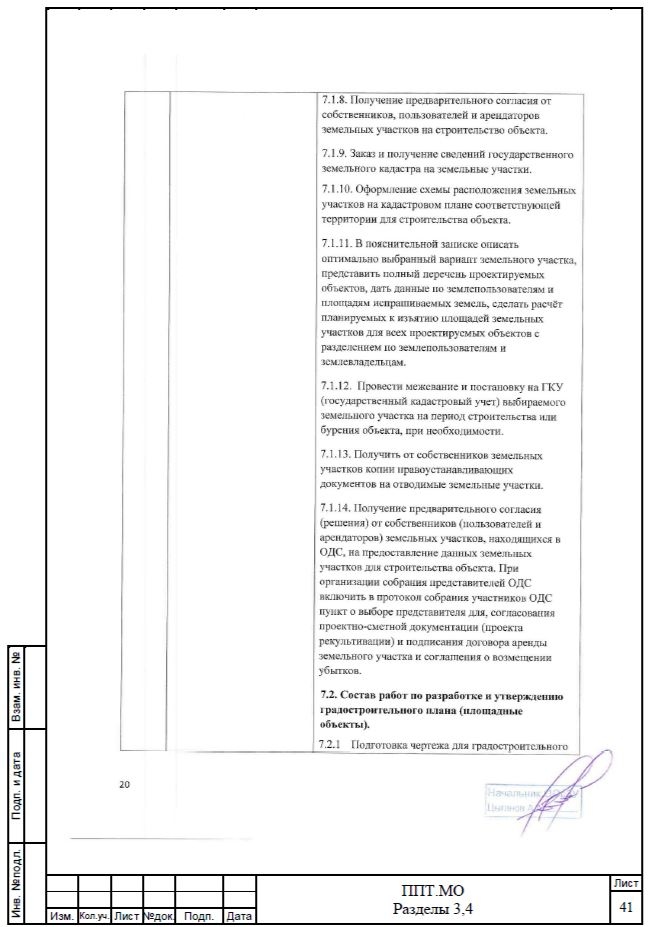 7.1.8. Получение предварительного согласия от
собственников, пользователей и арендаторов
земельных участков на строительство объекта.
7.1.9. Заказ и получение сведений государственного
земельного кадастра на земельные участки.
7.1.10. Оформление схемы расположения земельных
участков на кадастровом плане соответствующей
территории для строительства объекта.
7.1.11. В пояснительной записке описать
оптимально выбранный вариант земельного участка,
представить полный перечень проектируемых
объектов, дать данные по землепользователям и
площадям испрашиваемых земель, сделать расчёт
планируемых к изъятию площадей земельных
участков для всех проектируемых объектов с
разделением по землепользователям и
землевладельцам.
7.1.12. Провести межевание и постановку на ГКУ
(государственный кадастровый учет) выбираемого
земельного участка на период строительства или
бурения объекта, при необходимости.
7.1.13. Получить от собственников земельных
участков копии правоустанавливающих
документов на отводимые земельные участки.
7.1.14. Получение предварительного согласия
(решения) от собственников (пользователей и
арендаторов) земельных участков, находящихся в
ОДС, на предоставление данных земельных
участков для строительства объекта. При
организации собрания представителей ОДС
включить в протокол собрания участников ОДС
пункт о выборе представителя для, согласования
проектно-сметной документации (проекта
рекультивации) и подписания договора аренды
земельного участка и соглашения о возмещении
убытков.
7.2. Состав работ по разработке и утверждению
градостроительного плана (площадные
объекты).
7.2.1 Подготовка чертежа для градостроительного
20
Начальник
Взам. инв. №
Подп. и дата
Инв. №подл.
Изм. Кол.уч. Лист №док. Подп. Дата
ППТ.МО
Разделы 3,4
Лист
41